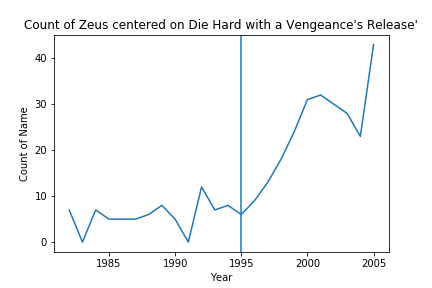 Count of Zeus centered on Die Hard with a Vengeance's Release'
40
30
20
10
0
Count of Name
1985 1990 1995 2000 2005
Year